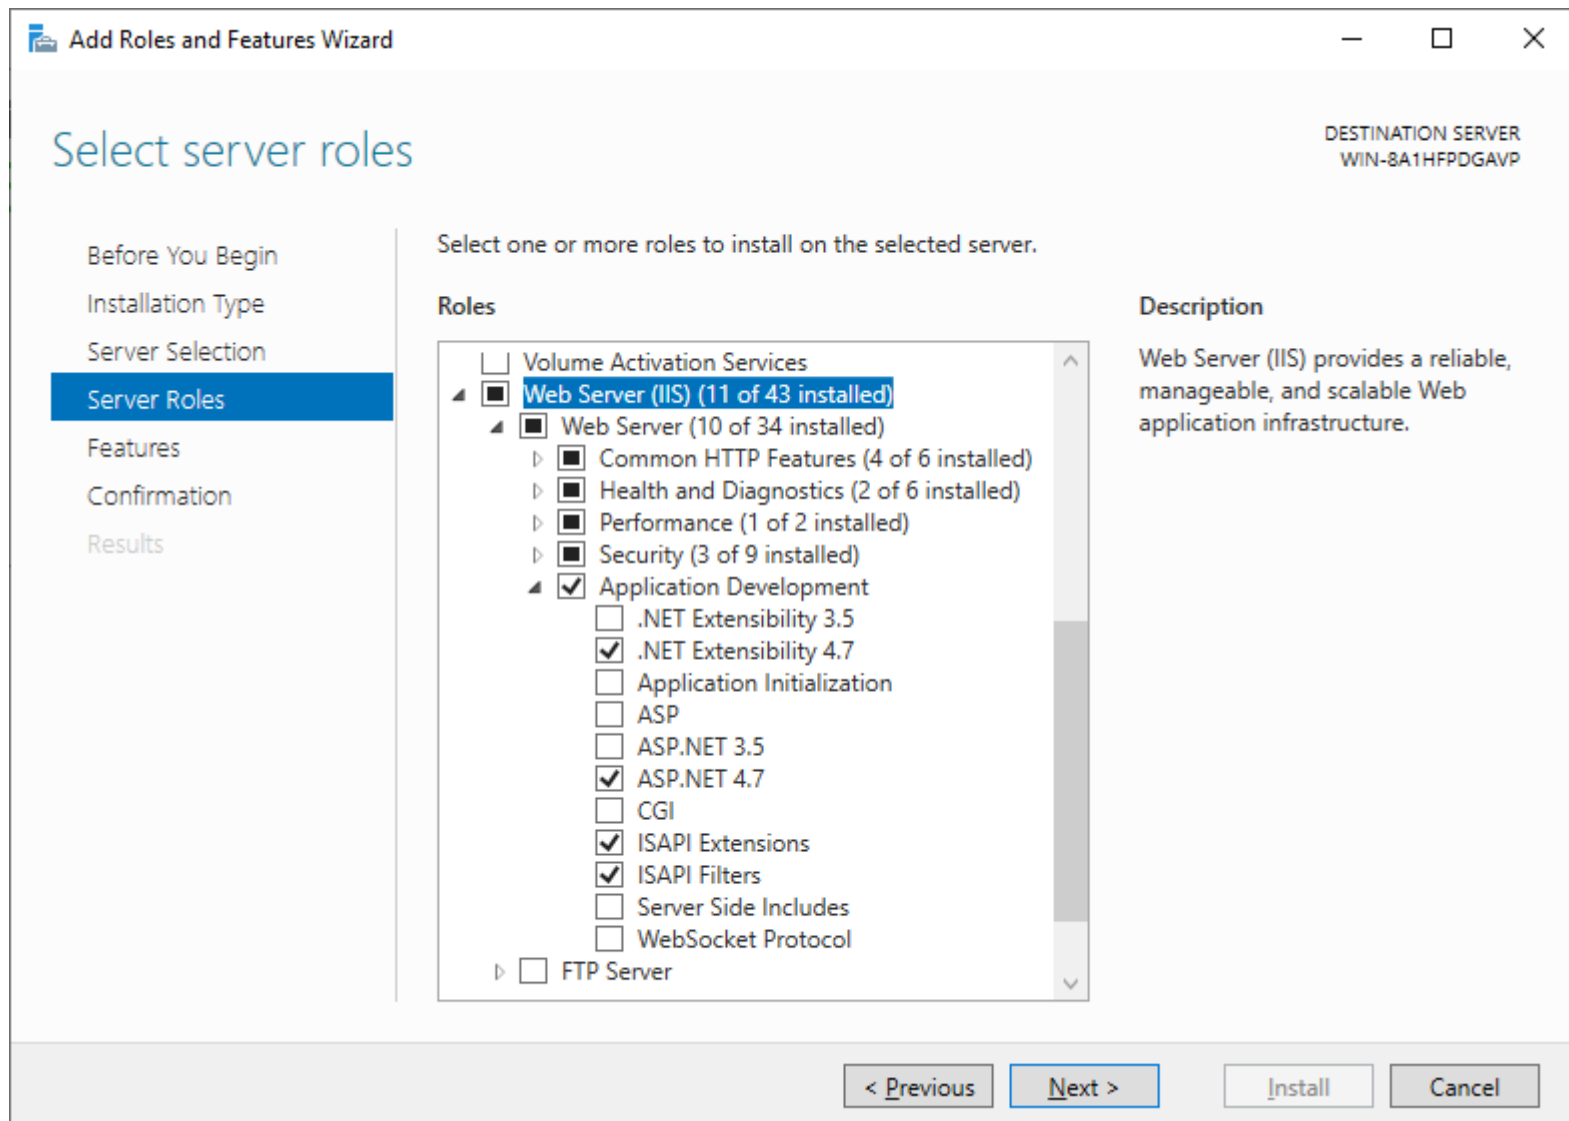 Add Roles and Features Wizard
Select server roles
DESTINATION SERVER
WIN-8A1HFPDGAVP
Before You Begin
Installation Type
Server Selection
Server Roles
Features
Confirmation
Results
Select one or more roles to install on the selected server.
Roles
Volume Activation Services
Web Server (IIS) (11 of 43 installed)
Web Server (10 of 34 installed)
Common HTTP Features (4 of 6 installed)
Health and Diagnostics (2 of 6 installed)
Performance (1 of 2 installed)
Security (3 of 9 installed)
Application Development
.NET Extensibility 3.5
.NET Extensibility 4.7
Application Initialization
ASP
ASP.NET 3.5
ASP.NET 4.7
CGI
ISAPI Extensions
ISAPI Filters
Server Side Includes
WebSocket Protocol
FTP Server
Description
Web Server (IIS) provides a reliable,
manageable, and scalable Web
application infrastructure.
< Previous
Next >
Install
Cancel